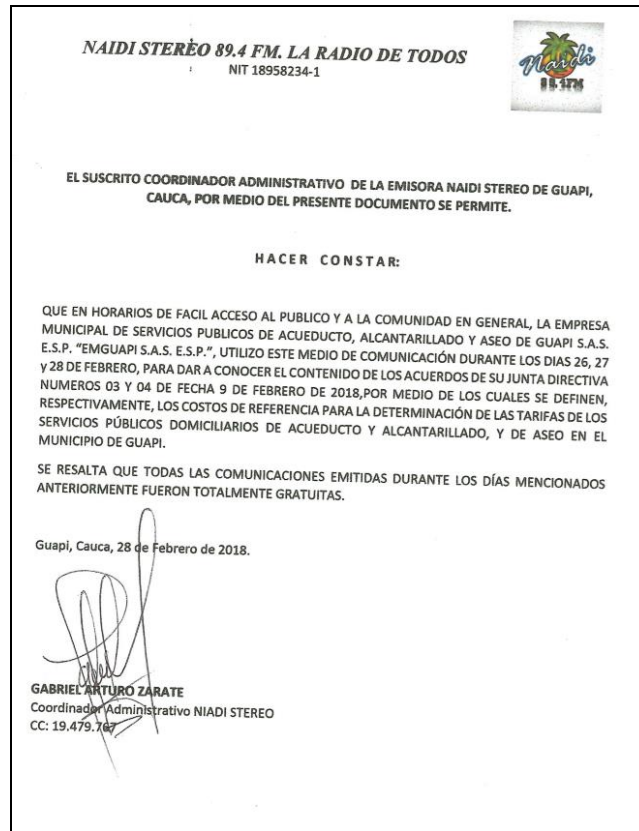 NAIDI STEREO 89.4 FM. LA RADIO DE TODOS
NIT 18958234-1
Naidi
89.4FM
EL SUSCRITO COORDINADOR ADMINISTRATIVO DE LA EMISORA NAIDI STEREO DE GUAPI,
CAUCA, POR MEDIO DEL PRESENTE DOCUMENTO SE PERMITE.
HACER CONSTAR:
QUE EN HORARIOS DE FACIL ACCESO AL PUBLICO Y A LA COMUNIDAD EN GENERAL, LA EMPRESA
MUNICIPAL DE SERVICIOS PUBLICOS DE ACUEDUCTO, ALCANTARILLADO Y ASEO DE GUAPI S.A.S.
E.S.P. “EMGUAPI S.A.S. E.S.P.”, UTILIZO ESTE MEDIO DE COMUNICACIÓN DURANTE LOS DIAS 26, 27
y 28 DE FEBRERO, PARA DAR A CONOCER EL CONTENIDO DE LOS ACUERDOS DE SU JUNTA DIRECTIVA
NUMEROS 03 Y 04 DE FECHA 9 DE FEBRERO DE 2018,POR MEDIO DE LOS CUALES SE DEFINEN,
RESPECTIVAMENTE, LOS COSTOS DE REFERENCIA PARA LA DETERMINACIÓN DE LAS TARIFAS DE LOS
SERVICIOS PÚBLICOS DOMICILIARIOS DE ACUEDUCTO Y ALCANTARILLADO, Y DE ASEO EN EL
MUNICIPIO DE GUAPI.
SE RESALTA QUE TODAS LAS COMUNICACIONES EMITIDAS DURANTE LOS DÍAS MENCIONADOS
ANTERIORMENTE FUERON TOTALMENTE GRATUITAS.
Guapi, Cauca, 28 de Febrero de 2018.
GABRIEL ARTURO ZARATE
Coordinador Administrativo NIADI STEREO
CC: 19.479.767